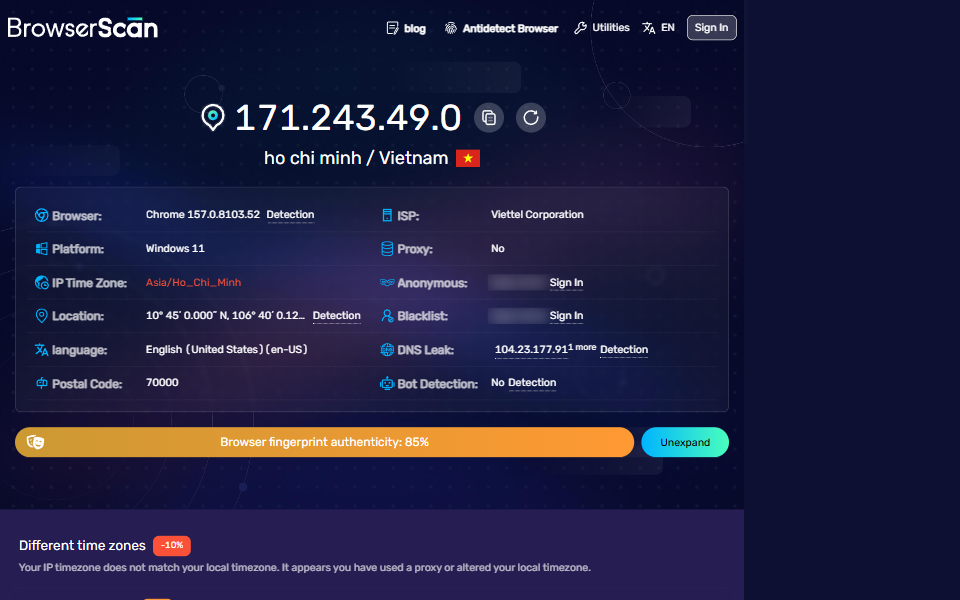 BrowserScan
blog
Antidetect Browser
Utilities
EN
Sign In
171.243.49.0
ho chi minh / Vietnam
Browser: Chrome 157.0.8103.52 Detection
ISP: Viettel Corporation
Platform: Windows 11
Proxy: No
IP Time Zone: Asia/Ho_Chi_Minh
Anonymous: Sign In
Location: 10° 45′ 0.000″ N, 106° 40′ 0.12... Detection
Blacklist: Sign In
language: English (United States) (en-US)
DNS Leak: 104.23.177.91 1 more Detection
Postal Code: 70000
Bot Detection: No Detection
Browser fingerprint authenticity: 85%
Unexpand
Different time zones -10%
Your IP timezone does not match your local timezone. It appears you have used a proxy or altered your local timezone.